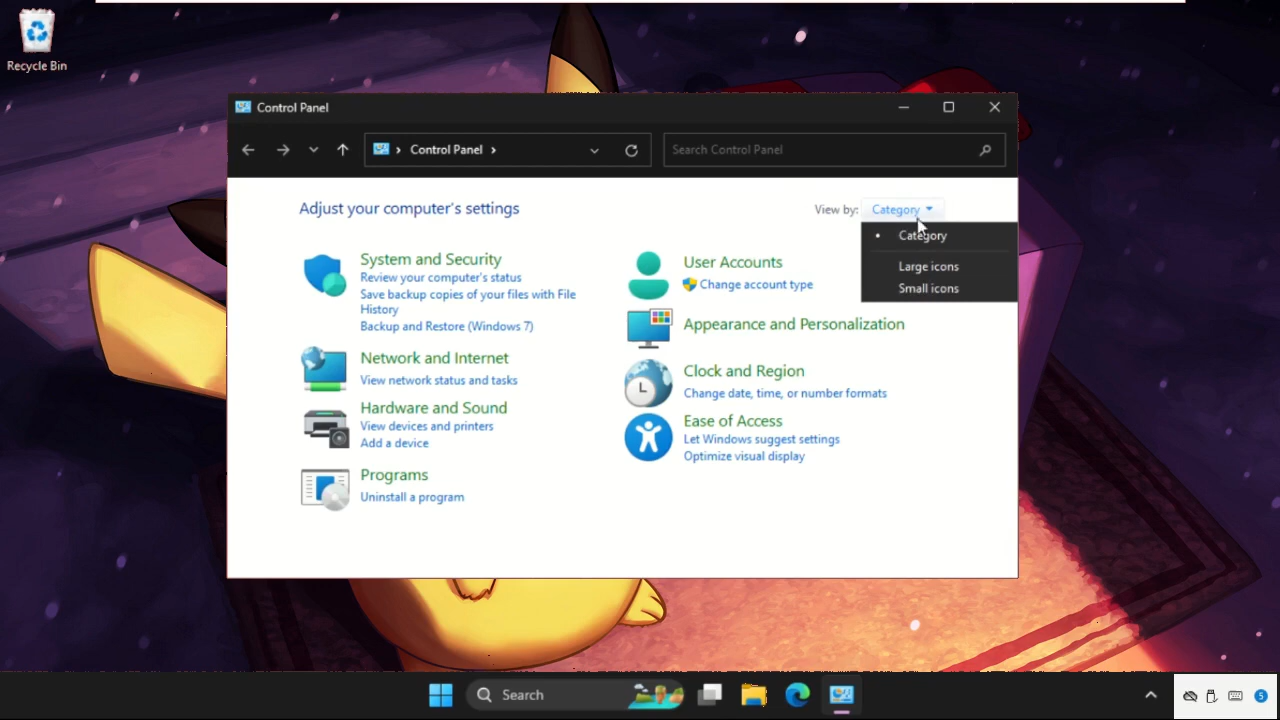 Recycle Bin
Control Panel
Control Panel
Search Control Panel
Adjust your computer's settings
View by: Category
Category
Large icons
Small icons
System and Security
Review your computer's status
Save backup copies of your files with File
History
Backup and Restore (Windows 7)
Network and Internet
View network status and tasks
Hardware and Sound
View devices and printers
Add a device
Programs
Uninstall a program
User Accounts
Change account type
Appearance and Personalization
Clock and Region
Change date, time, or number formats
Ease of Access
Let Windows suggest settings
Optimize visual display
Search
5